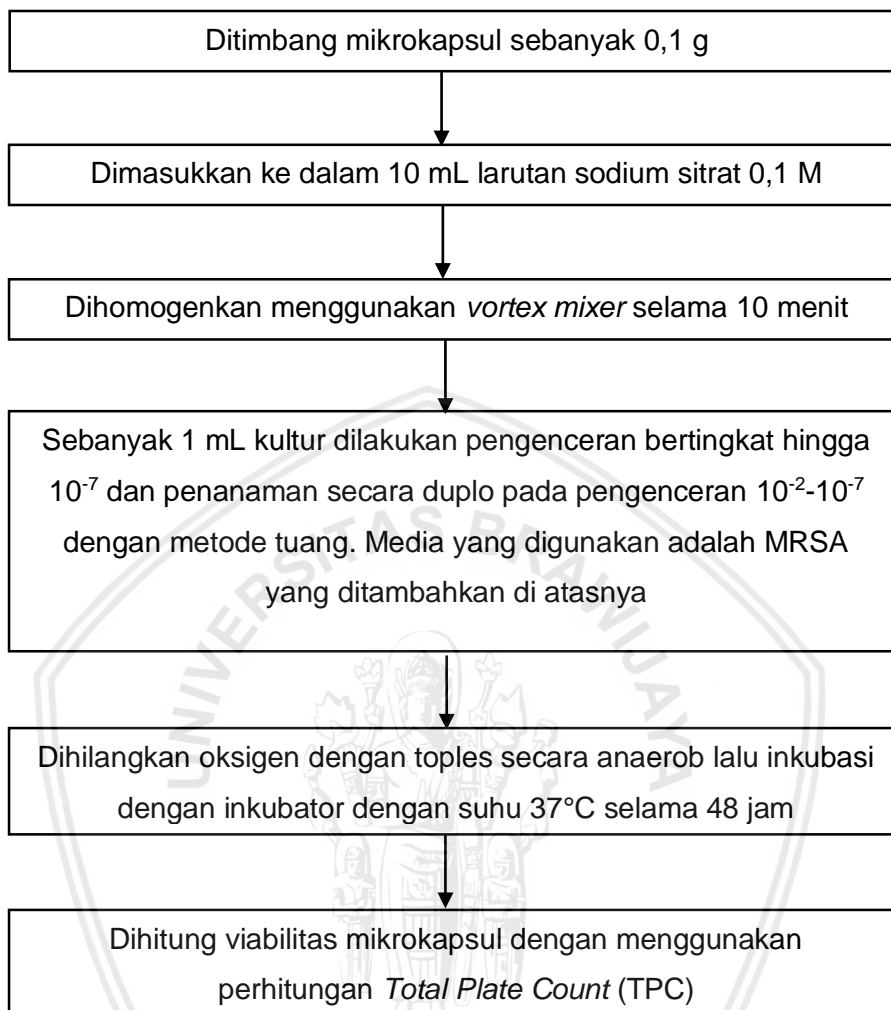 Ditimbang mikrokapsul sebanyak 0,1 g
Dimasukkan ke dalam 10 mL larutan sodium sitrat 0,1 M
Dihomogenkan menggunakan vortex mixer selama 10 menit
Sebanyak 1 mL kultur dilakukan pengenceran bertingkat hingga
10⁻⁷ dan penanaman secara duplo pada pengenceran 10⁻²-10⁻⁷
dengan metode tuang. Media yang digunakan adalah MRSA
yang ditambahkan di atasnya
UNIVERSITAS BRAWIJAYA
Dihilangkan oksigen dengan toples secara anaerob lalu inkubasi
dengan inkubator dengan suhu 37°C selama 48 jam
Dihitung viabilitas mikrokapsul dengan menggunakan
perhitungan Total Plate Count (TPC)